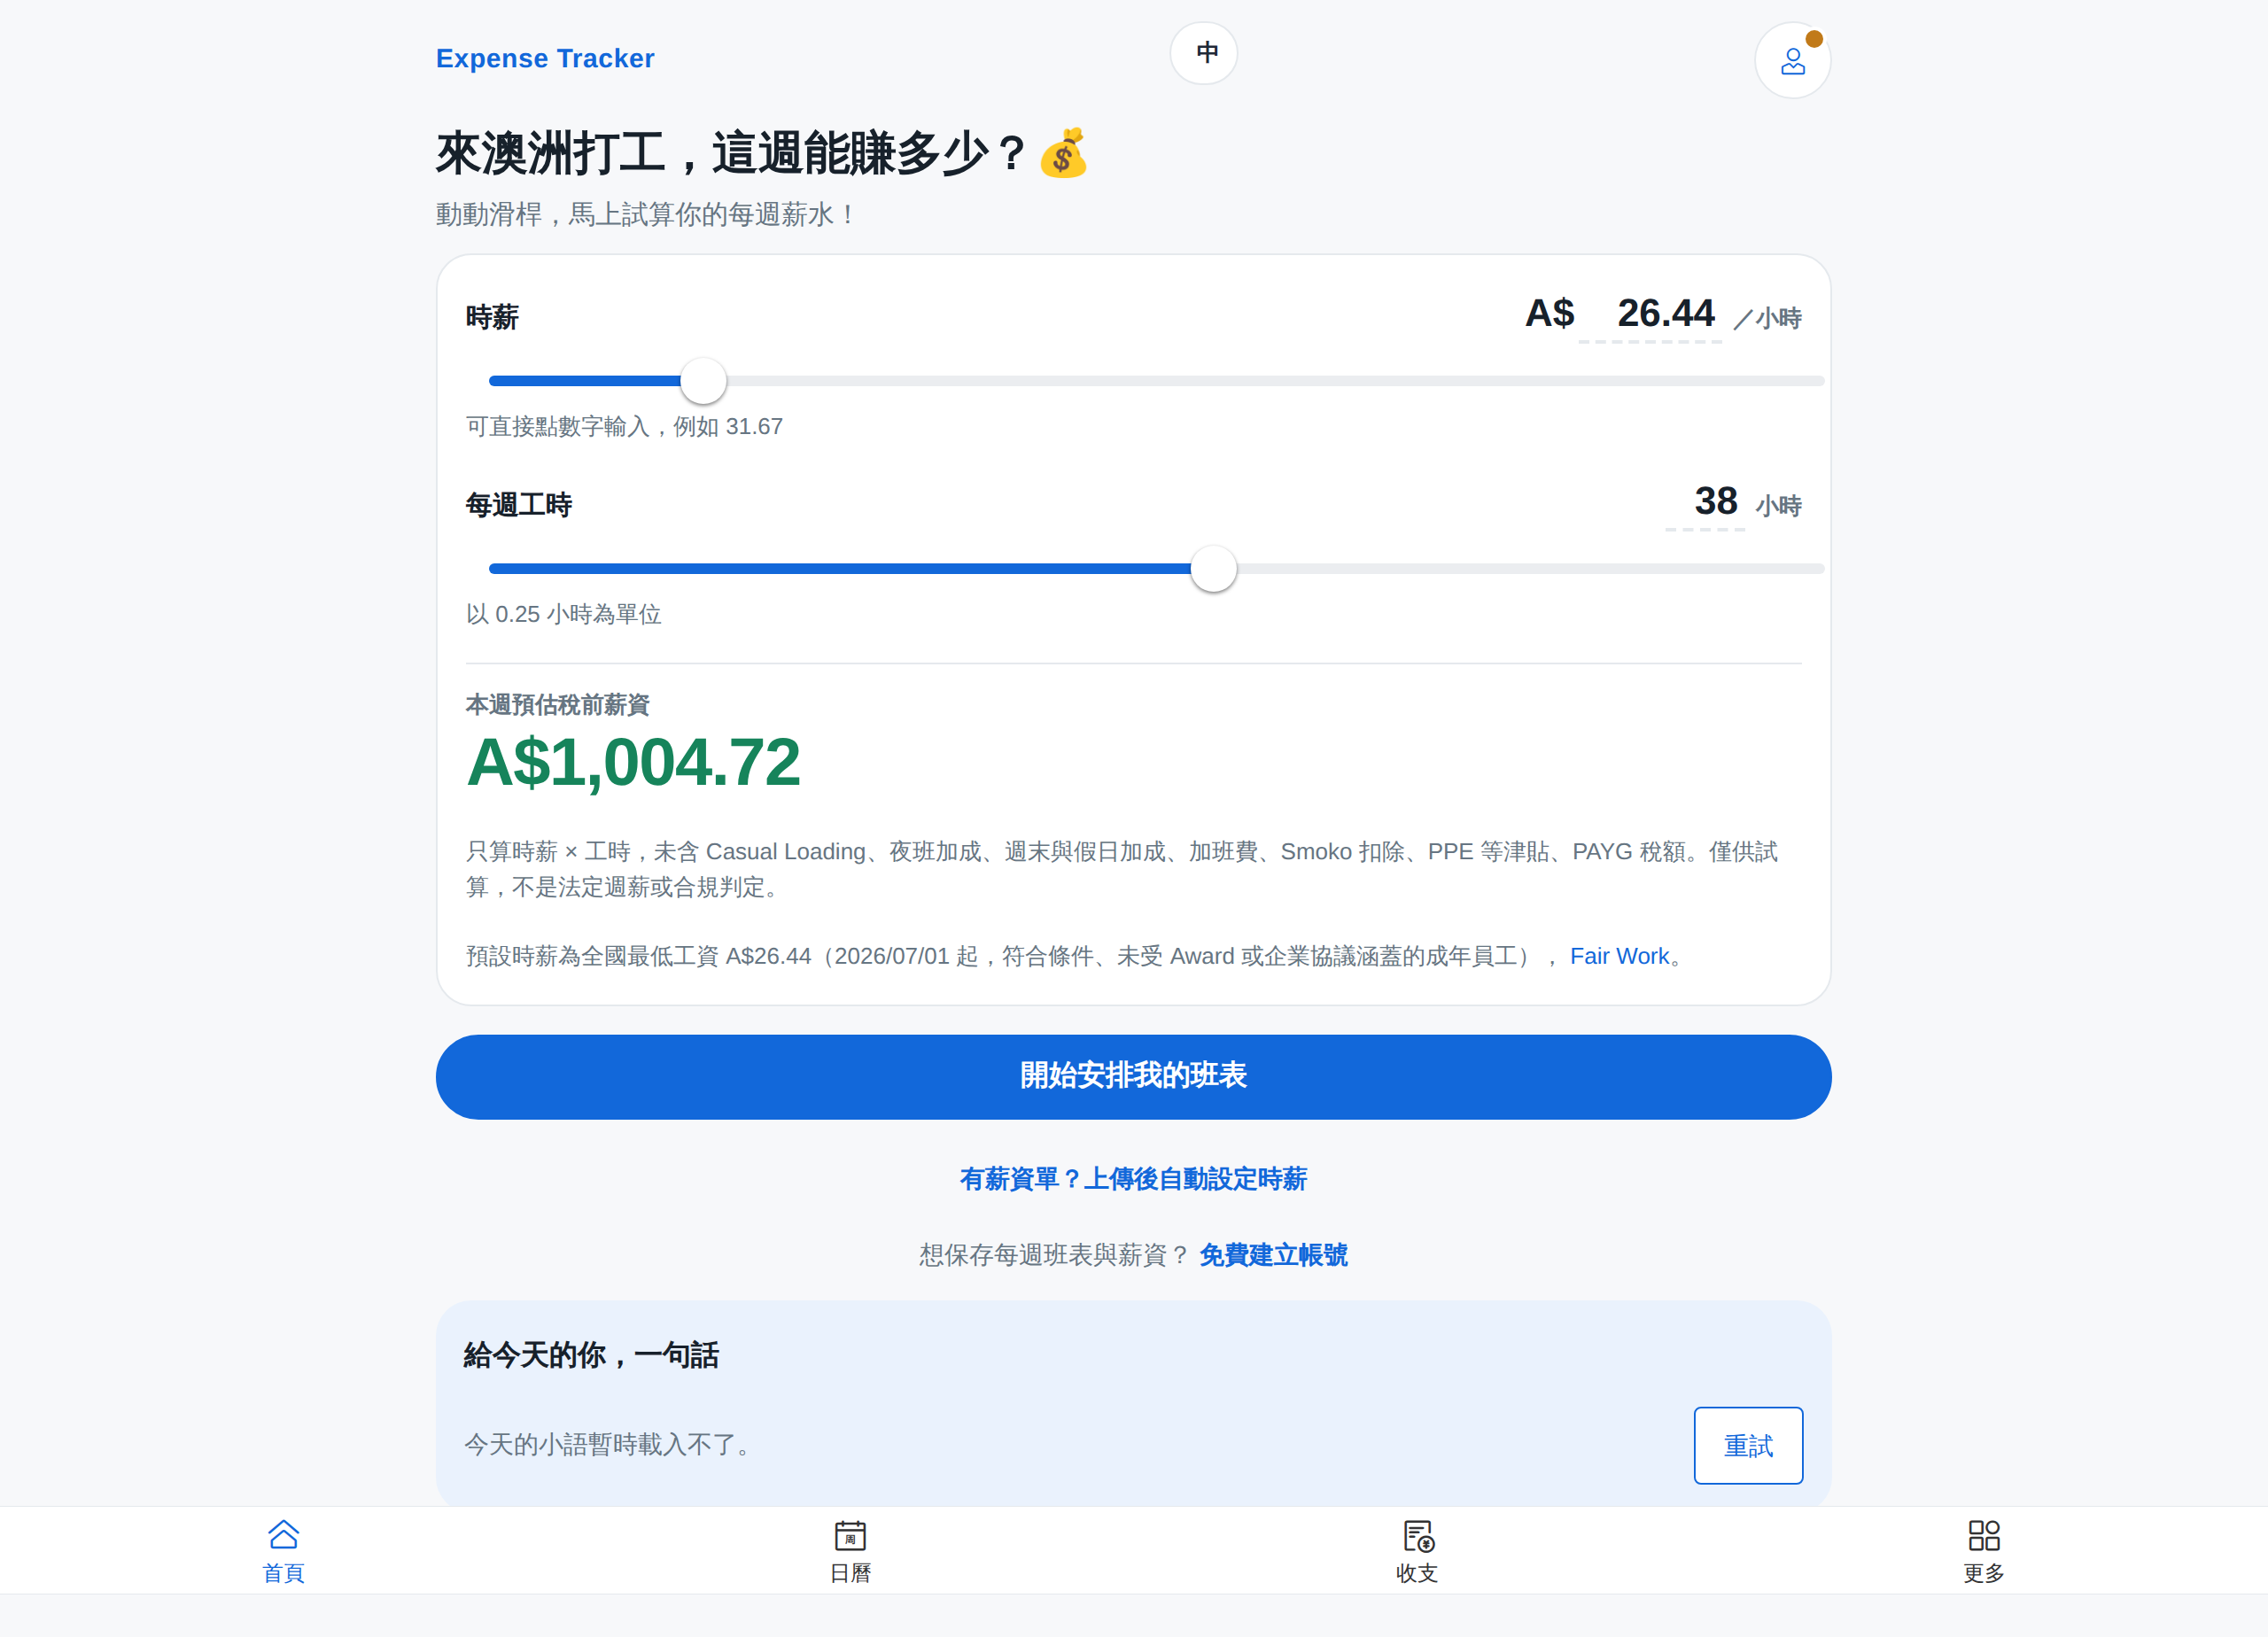 Expense Tracker
中
來澳洲打工，這週能賺多少？💰
動動滑桿，馬上試算你的每週薪水！
時薪
A$ 26.44 ／小時
可直接點數字輸入，例如 31.67
每週工時
38 小時
以 0.25 小時為單位
本週預估稅前薪資
A$1,004.72
只算時薪 × 工時，未含 Casual Loading、夜班加成、週末與假日加成、加班費、Smoko 扣除、PPE 等津貼、PAYG 稅額。僅供試
算，不是法定週薪或合規判定。
預設時薪為全國最低工資 A$26.44（2026/07/01 起，符合條件、未受 Award 或企業協議涵蓋的成年員工）， Fair Work。
開始安排我的班表
有薪資單？上傳後自動設定時薪
想保存每週班表與薪資？ 免費建立帳號
給今天的你，一句話
今天的小語暫時載入不了。
重試
首頁
周
日曆
¥
收支
更多